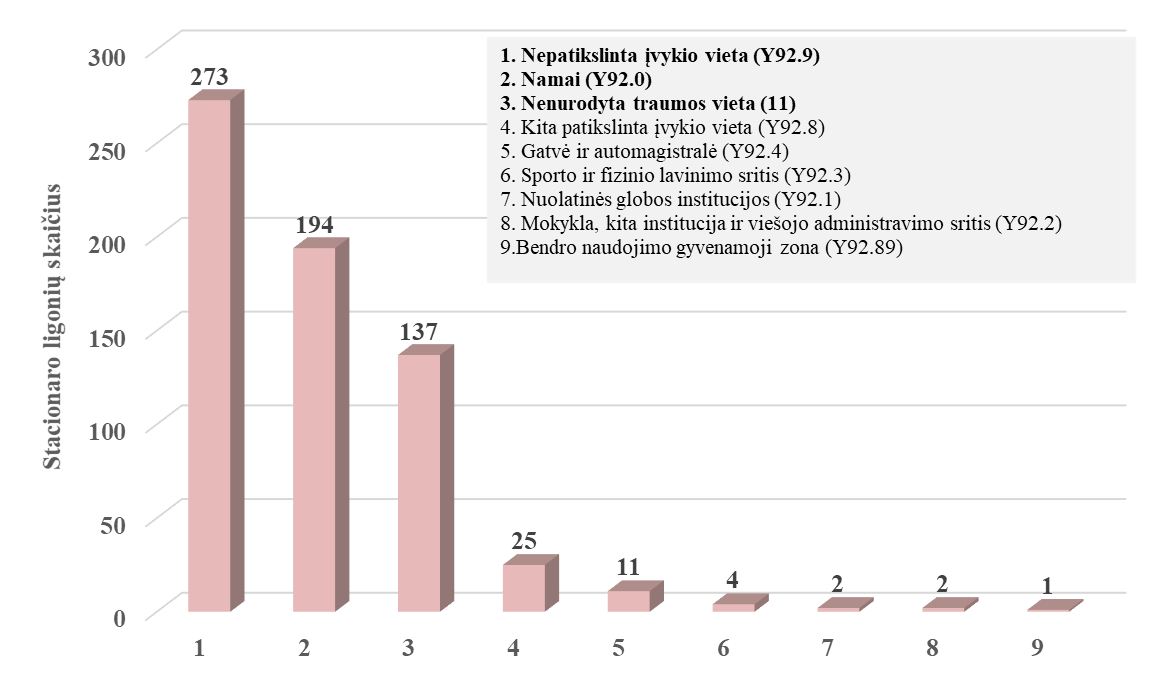 300
250
200
150
100
50
0
Stacionaro ligonių skaičius
273
194
137
25
11
4
2
2
1
1. Nepatikslinta įvykio vieta (Y92.9)
2. Namai (Y92.0)
3. Nenurodyta traumos vieta (11)
4. Kita patikslinta įvykio vieta (Y92.8)
5. Gatvė ir automagistralė (Y92.4)
6. Sporto ir fizinio lavinimo sritis (Y92.3)
7. Nuolatinės globos institucijos (Y92.1)
8. Mokykla, kita institucija ir viešojo administravimo sritis (Y92.2)
9.Bendro naudojimo gyvenamoji zona (Y92.89)
1 2 3 4 5 6 7 8 9